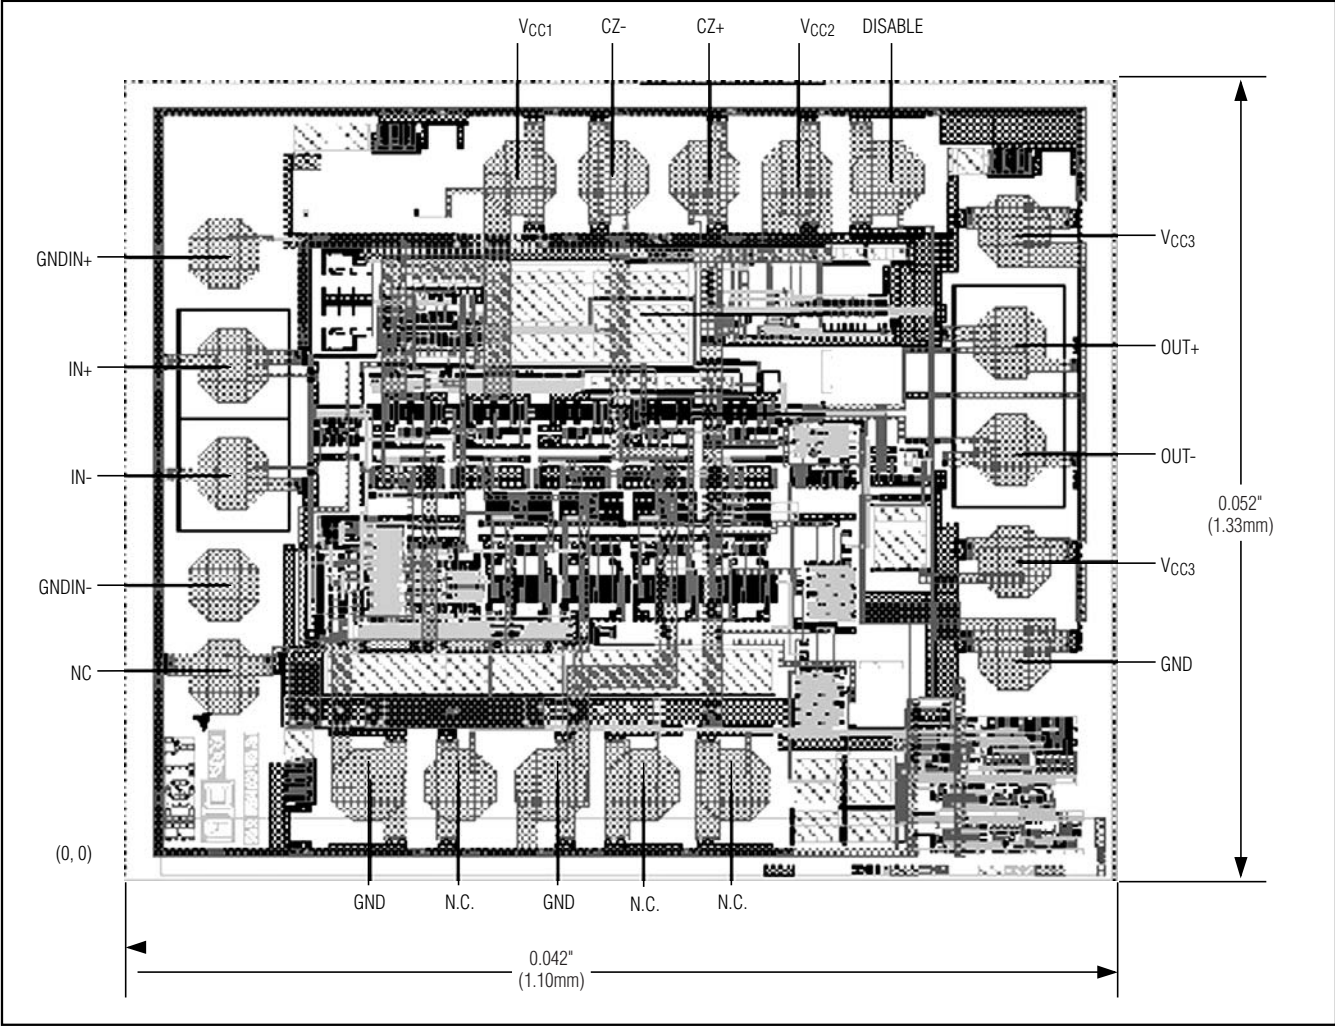 VCC1 CZ- CZ+ VCC2 DISABLE
GNDIN+
VCC3
IN+
OUT+
IN-
OUT-
0.052"
(1.33mm)
GNDIN-
VCC3
NC
GND
(0, 0)
GND N.C. GND N.C. N.C.
0.042"
(1.10mm)